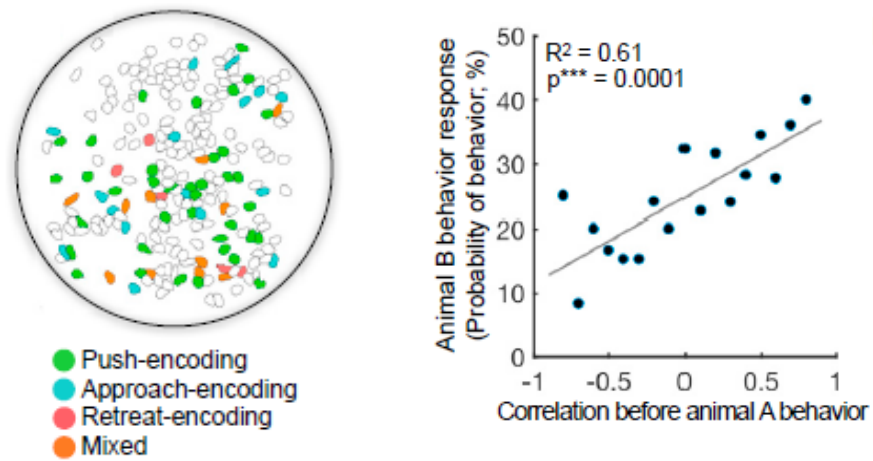 Push-encoding
Approach-encoding
Retreat-encoding
Mixed
Animal B behavior response
(Probability of behavior; %)
50
40
30
20
10
0
R² = 0.61
p*** = 0.0001
-1
-0.5
0
0.5
1
Correlation before animal A behavior